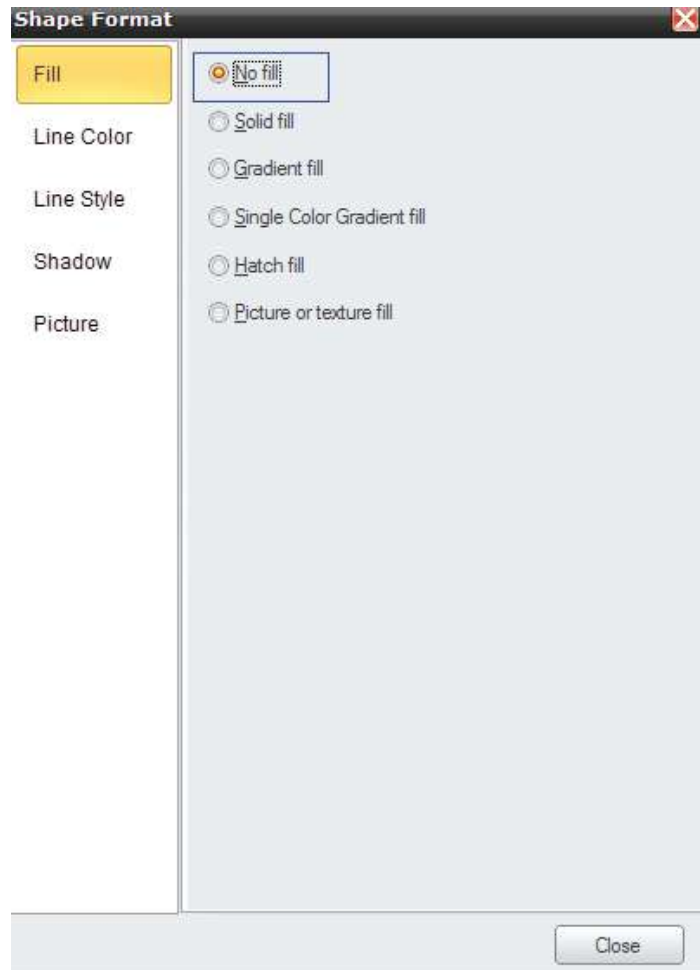 Shape Format
Fill
Line Color
Line Style
Shadow
Picture
No fill
Solid fill
Gradient fill
Single Color Gradient fill
Hatch fill
Picture or texture fill
Close